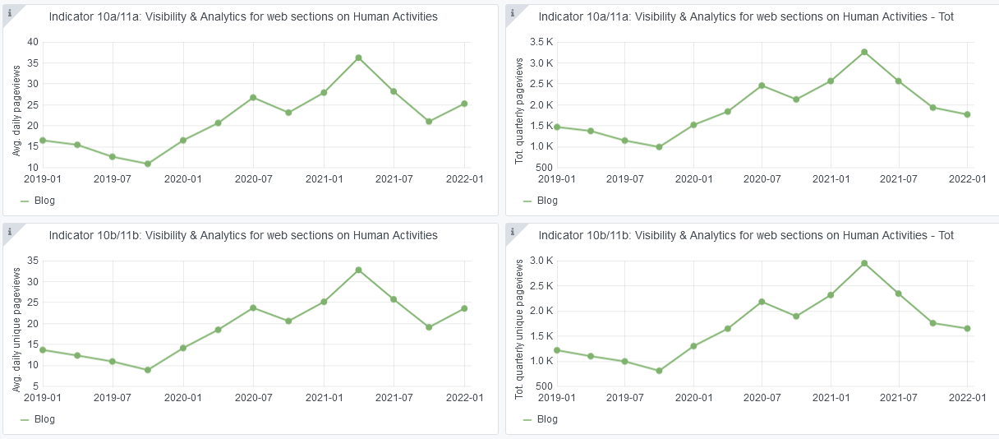 Indicator 10a/11a: Visibility & Analytics for web sections on Human Activities
Avg. daily pageviews
40
35
30
25
20
15
10
2019-01 2019-07 2020-01 2020-07 2021-01 2021-07 2022-01
Blog
Indicator 10a/11a: Visibility & Analytics for web sections on Human Activities - Tot
Tot. quarterly pageviews
3.5 K
3.0 K
2.5 K
2.0 K
1.5 K
1.0 K
500
2019-01 2019-07 2020-01 2020-07 2021-01 2021-07 2022-01
Blog
Indicator 10b/11b: Visibility & Analytics for web sections on Human Activities
Avg. daily unique pageviews
35
30
25
20
15
10
5
2019-01 2019-07 2020-01 2020-07 2021-01 2021-07 2022-01
Blog
Indicator 10b/11b: Visibility & Analytics for web sections on Human Activities - Tot
Tot. quarterly unique pageviews
3.0 K
2.5 K
2.0 K
1.5 K
1.0 K
500
2019-01 2019-07 2020-01 2020-07 2021-01 2021-07 2022-01
Blog